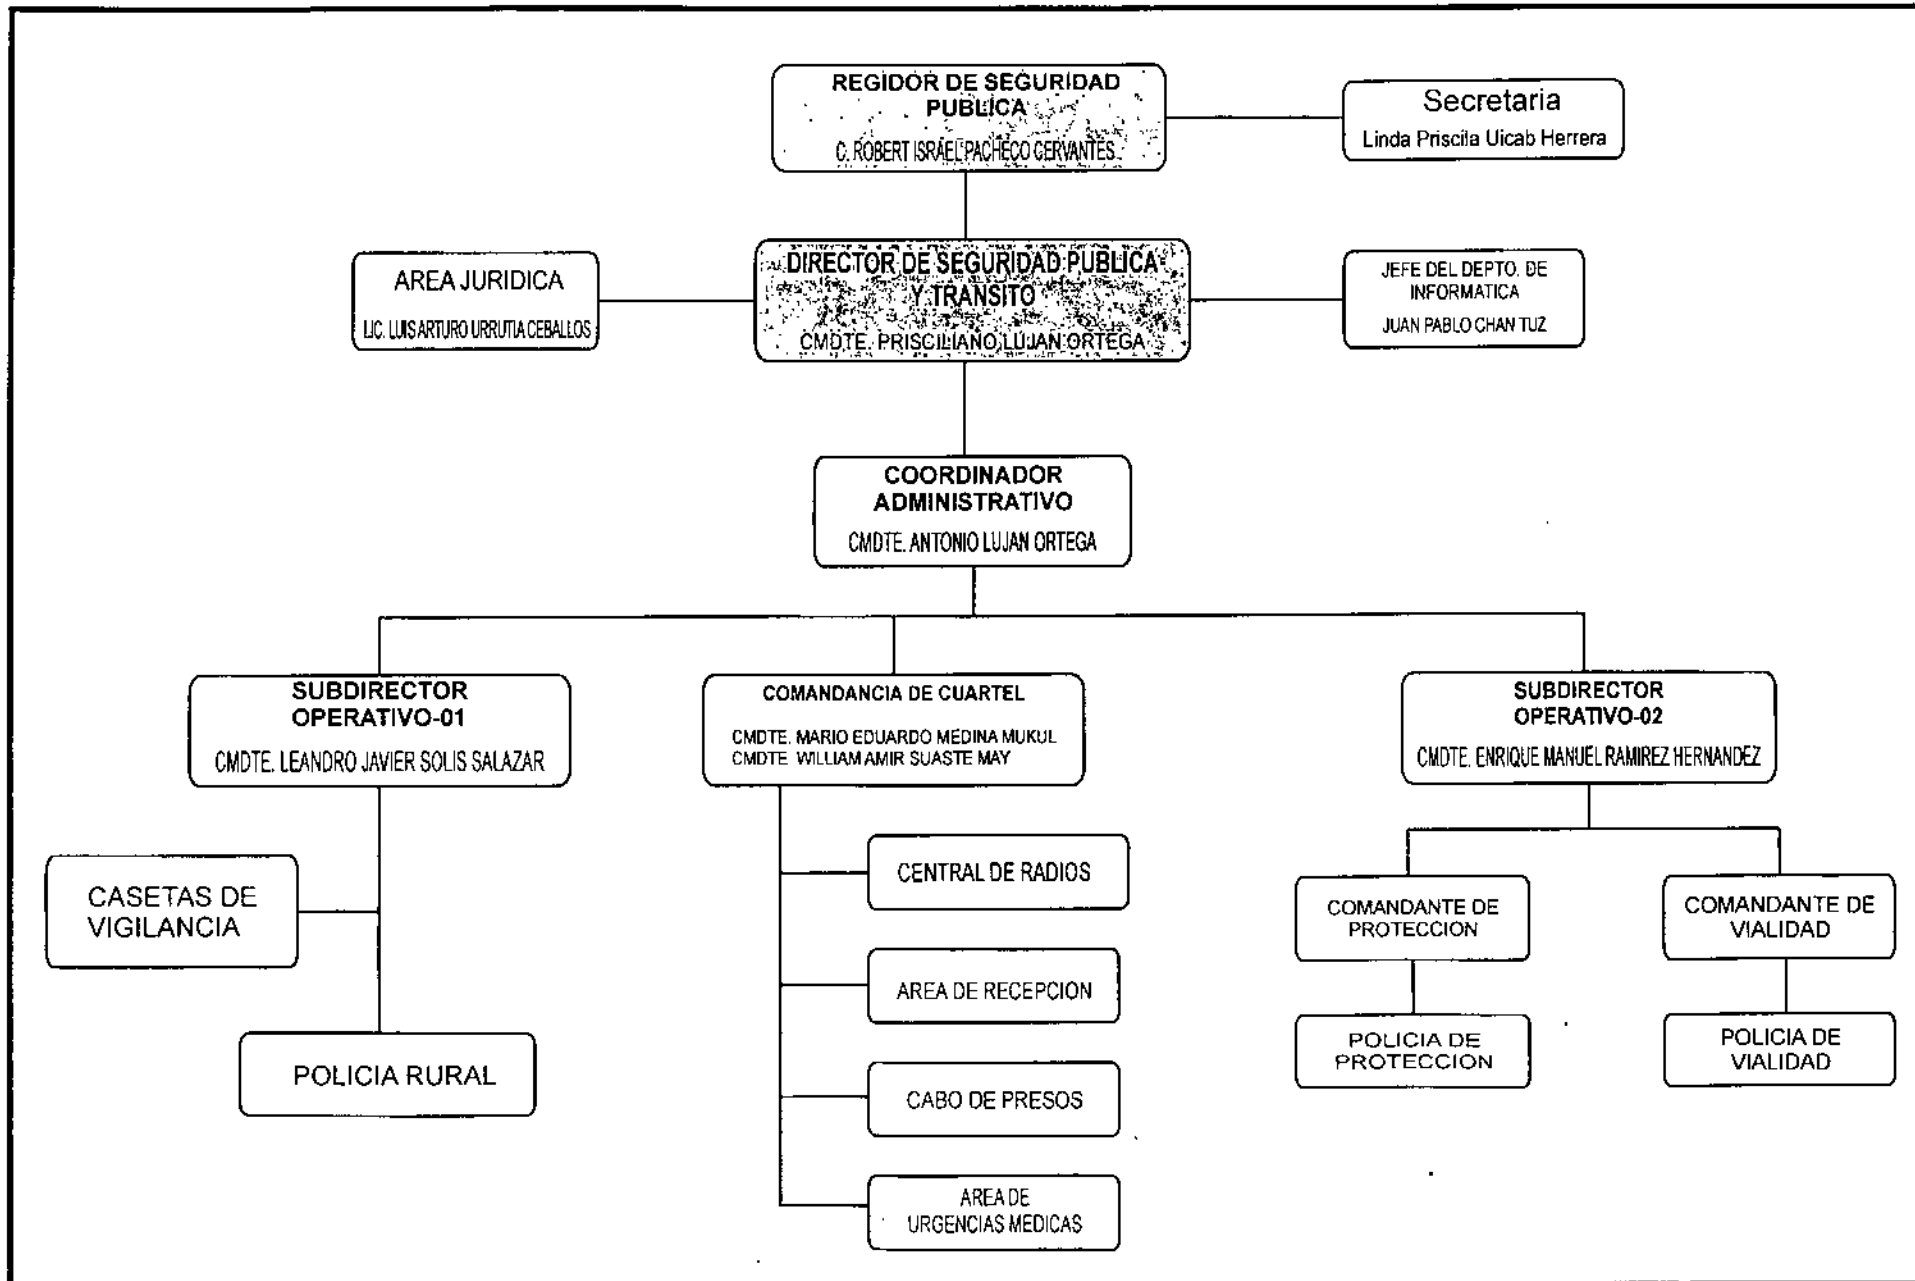 REGIDOR DE SEGURIDAD
PUBLICA
C. ROBERT ISRAEL PACHECO CERVANTES
Secretaria
Linda Priscila Uicab Herrera
AREA JURIDICA
LIC. LUIS ARTURO URRUTIA CEBALLOS
DIRECTOR DE SEGURIDAD PUBLICA
Y TRANSITO
CMDTE. PRISCILIANO LUJAN ORTEGA
JEFE DEL DEPTO. DE
INFORMATICA
JUAN PABLO CHAN TUZ
COORDINADOR
ADMINISTRATIVO
CMDTE. ANTONIO LUJAN ORTEGA
SUBDIRECTOR
OPERATIVO-01
CMDTE. LEANDRO JAVIER SOLIS SALAZAR
COMANDANCIA DE CUARTEL
CMDTE. MARIO EDUARDO MEDINA MUKUL
CMDTE. WILLIAM AMIR SUASTE MAY
SUBDIRECTOR
OPERATIVO-02
CMDTE. ENRIQUE MANUEL RAMIREZ HERNANDEZ
CASETAS DE
VIGILANCIA
POLICIA RURAL
CENTRAL DE RADIOS
AREA DE RECEPCION
CABO DE PRESOS
AREA DE
URGENCIAS MEDICAS
COMANDANTE DE
PROTECCION
COMANDANTE DE
VIALIDAD
POLICIA DE
PROTECCION
POLICIA DE
VIALIDAD